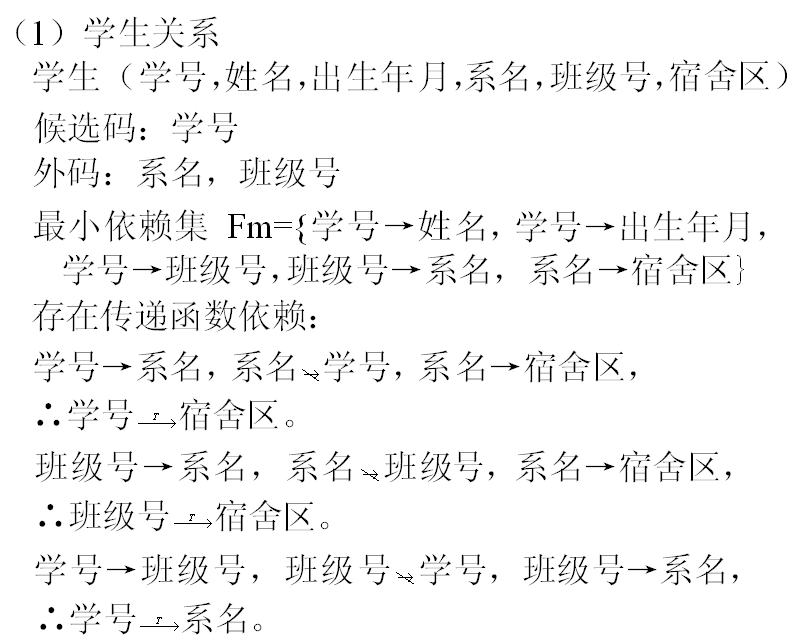 （1）学生关系
学生（学号,姓名,出生年月,系名,班级号,宿舍区）
候选码：学号
外码：系名，班级号
最小依赖集 Fm={学号→姓名, 学号→出生年月,
学号→班级号,班级号→系名, 系名→宿舍区}
存在传递函数依赖：
学号→系名, 系名↛学号, 系名→宿舍区,
∴学号 —T→ 宿舍区。
班级号→系名, 系名↛班级号, 系名→宿舍区,
∴班级号 —T→ 宿舍区。
学号→班级号, 班级号↛学号, 班级号→系名,
∴学号 —T→ 系名。